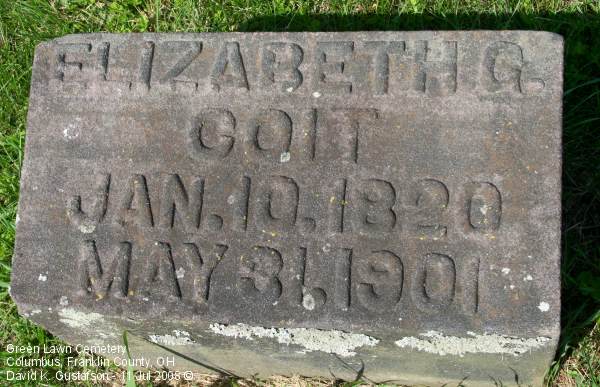 ELIZABETH G.
COIT
JAN. 10, 1820
MAY 31, 1901
Green Lawn Cemetery
Columbus, Franklin County, OH
David K. Gustafson - 11 Jul 2008 ©